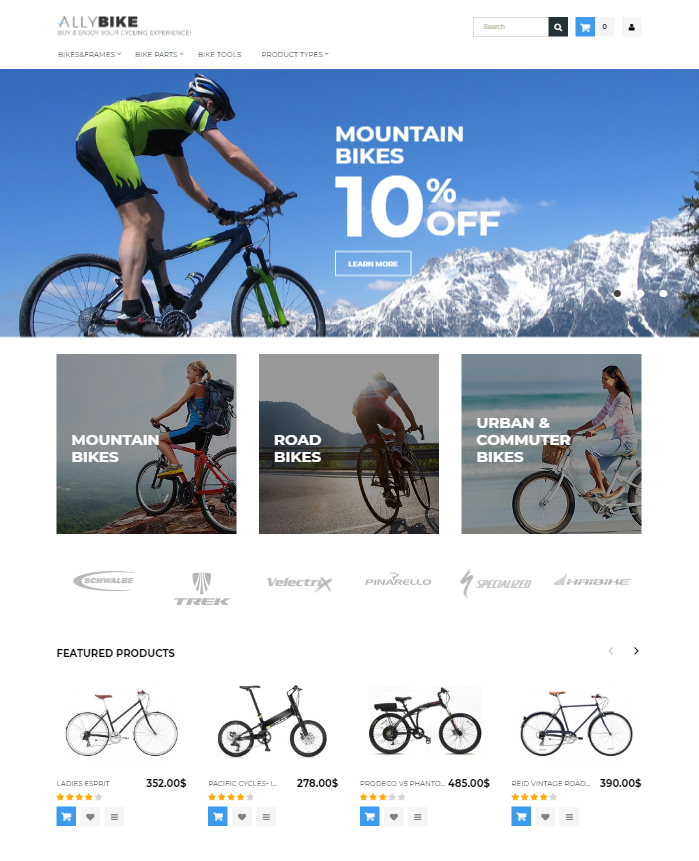 ALLYBIKE
BUY & ENJOY YOUR CYCLING EXPERIENCE!
Search
0
BIKES&FRAMES
BIKE PARTS
BIKE TOOLS
PRODUCT TYPES
MOUNTAIN
BIKES
10%
OFF
LEARN MORE
MOUNTAIN
BIKES
ROAD
BIKES
URBAN &
COMMUTER
BIKES
SCHWALBE
TREK
VelectriX
PINARELLO
SPECIALIZED
HAIBIKE
FEATURED PRODUCTS
LADIES ESPRIT 352.00$
PACIFIC CYCLES- I... 278.00$
PRODECO V5 PHANTO... 485.00$
REID VINTAGE ROAD... 390.00$